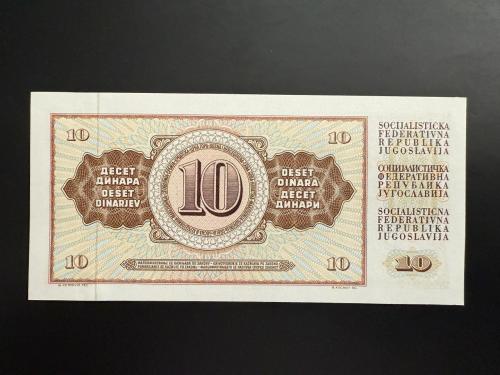 10
10
10
ДЕСЕТ
ДИНАРА
DESET
DINARJEV
DESET
DINARA
ДЕСЕТ
ДИНАРИ
10
10
SOCIJALISTIČKA
FEDERATIVNA
REPUBLIKA
JUGOSLAVIJA
СОЦИЈАЛИСТИЧКА
ФЕДЕРАТИВНА
РЕПУБЛИКА
ЈУГОСЛАВИЈА
SOCIALISTIČNA
FEDERATIVNA
REPUBLIKA
JUGOSLAVIJA
10